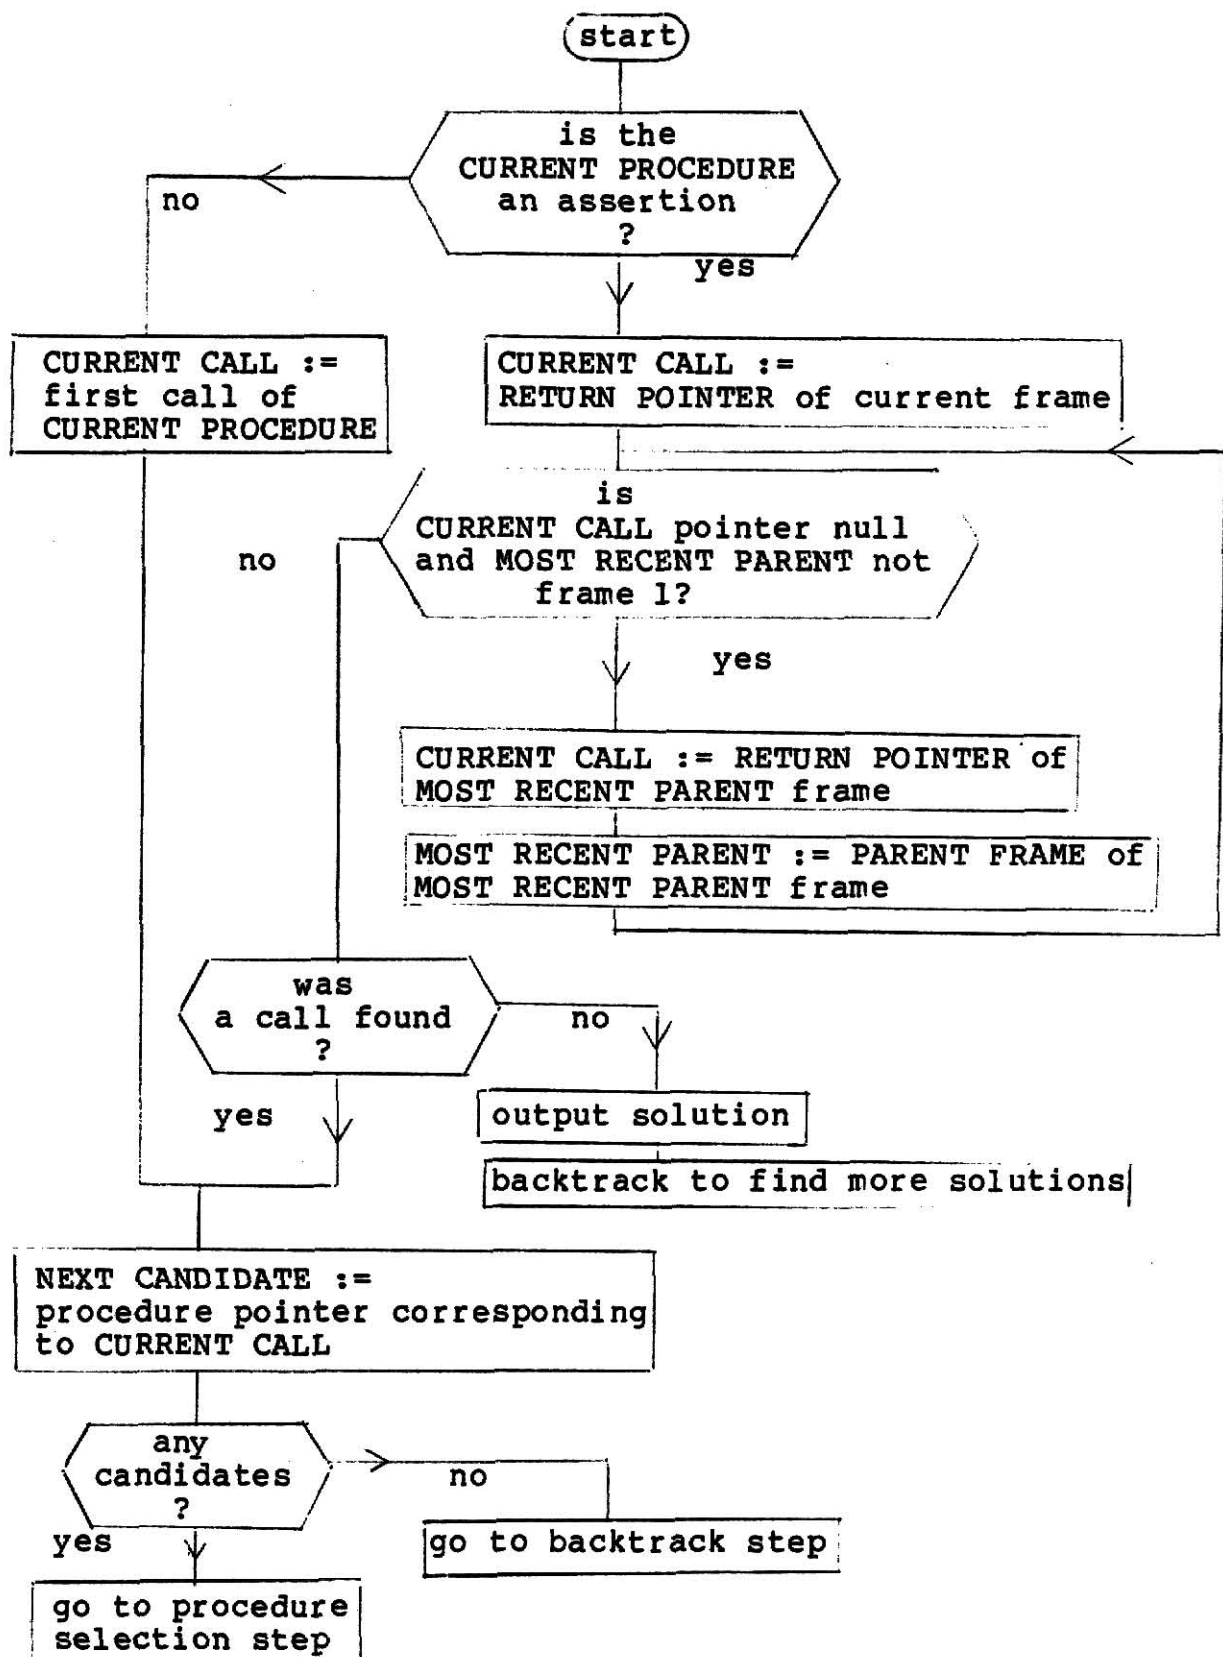 start
is the
CURRENT PROCEDURE
an assertion
?
no
yes
CURRENT CALL :=
first call of
CURRENT PROCEDURE
CURRENT CALL :=
RETURN POINTER of current frame
is
CURRENT CALL pointer null
and MOST RECENT PARENT not
frame 1?
no
yes
CURRENT CALL := RETURN POINTER of
MOST RECENT PARENT frame
MOST RECENT PARENT := PARENT FRAME of
MOST RECENT PARENT frame
was
a call found
?
no
yes
output solution
backtrack to find more solutions
NEXT CANDIDATE :=
procedure pointer corresponding
to CURRENT CALL
any
candidates
?
no
yes
go to backtrack step
go to procedure
selection step